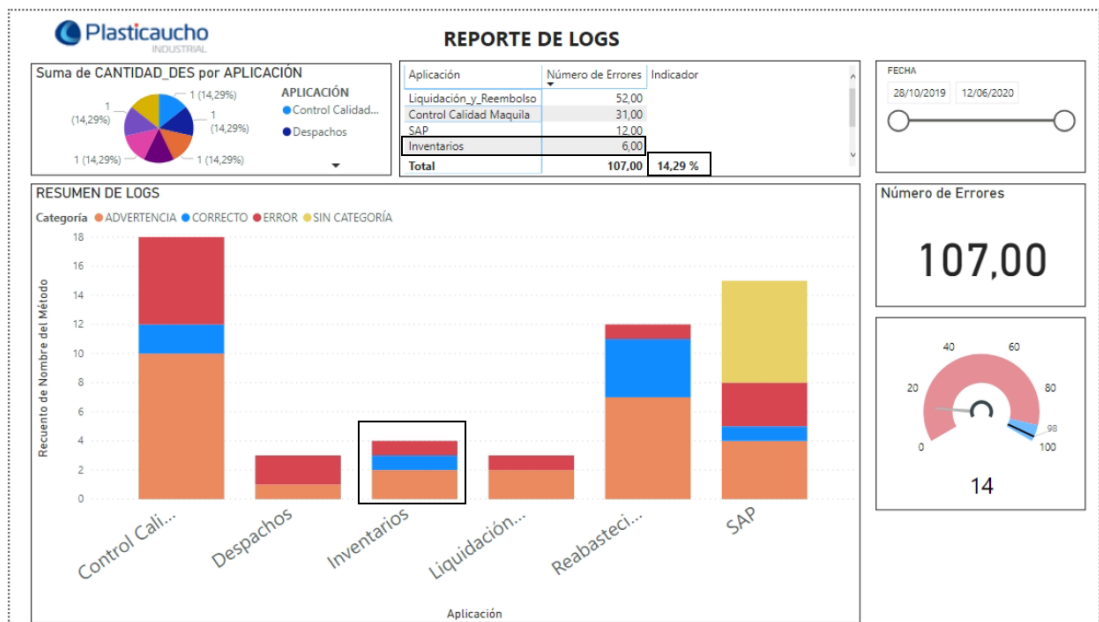 Plasticaucho
INDUSTRIAL
REPORTE DE LOGS
Suma de CANTIDAD_DES por APLICACIÓN
1 (14,29%)
1
(14,29%)
1 (14,29%)
1 (14,29%)
1
(14,29%)
APLICACIÓN
Control Calidad...
Despachos
Aplicación Número de Errores Indicador
Liquidación_y_Reembolso 52,00
Control Calidad Maquila 31,00
SAP 12,00
Inventarios 6,00
Total 107,00 14,29 %
FECHA
28/10/2019 12/06/2020
RESUMEN DE LOGS
Categoría ADVERTENCIA CORRECTO ERROR SIN CATEGORÍA
Recuento de Nombre del Método
18
16
14
12
10
8
6
4
2
0
Control Cali...
Despachos
Inventarios
Liquidación...
Reabasteci...
SAP
Aplicación
Número de Errores
107,00
0
20
40
60
80
98
100
14